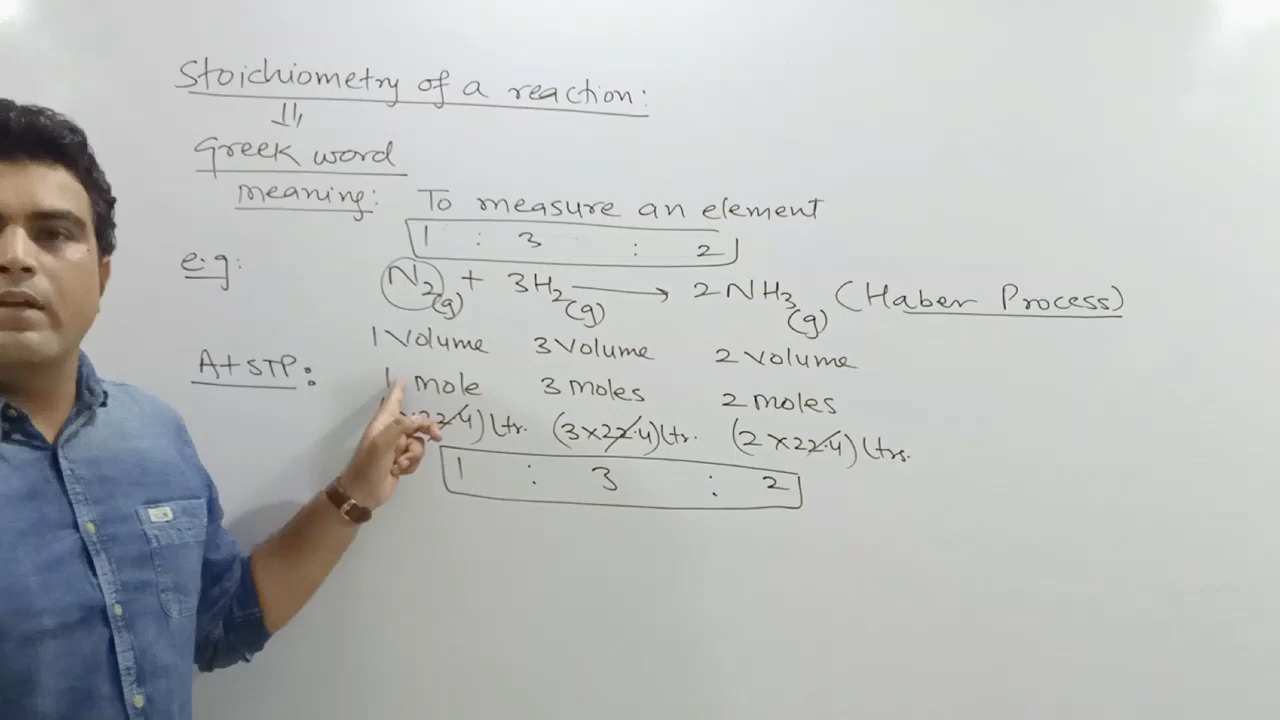 Stoichiometry of a reaction:
Greek word
meaning: To measure an element
1 : 3 : 2
e.g: N2(g) + 3H2(g) → 2NH3(g) (Haber Process)
1 Volume 3 Volume 2 Volume
At STP: 1 mole 3 moles 2 moles
22.4) Ltr. (3×22.4) Ltr. (2×22.4) Ltrs.
1 : 3 : 2